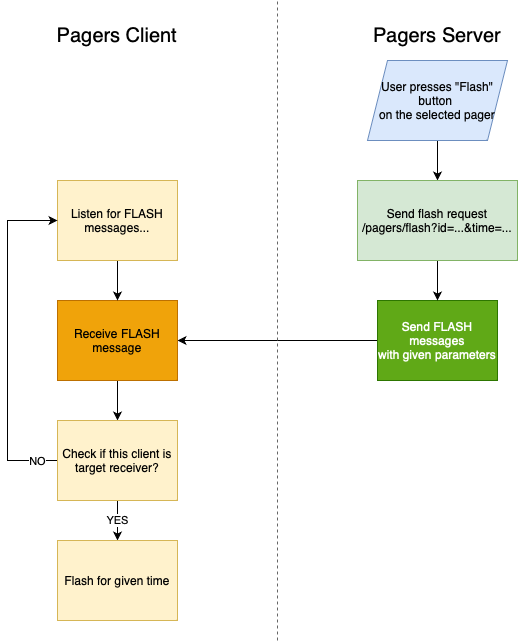 Pagers Client
Pagers Server
User presses "Flash"
button
on the selected pager
Listen for FLASH
messages...
Send flash request
/pagers/flash?id=...&time=...
Receive FLASH
message
Send FLASH
messages
with given parameters
Check if this client is
target receiver?
NO
YES
Flash for given time